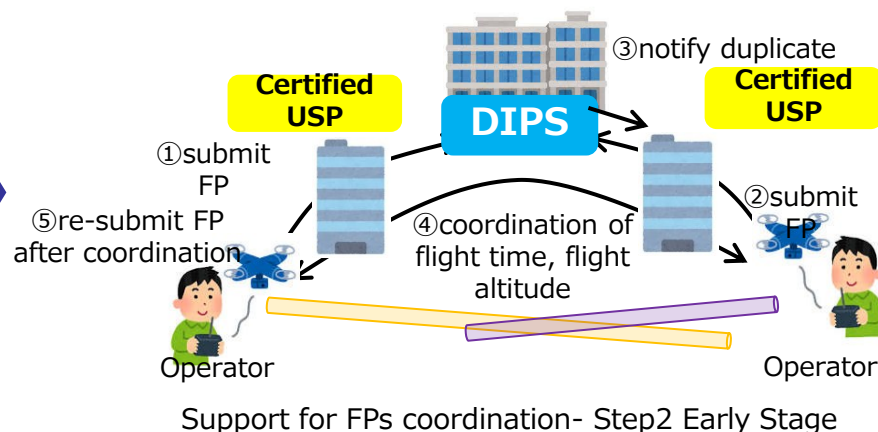 ③notify duplicate
Certified
USP
Certified
USP
DIPS
①submit
FP
②submit
FP
⑤re-submit FP
after coordination
④coordination of
flight time, flight
altitude
Operator
Operator
Support for FPs coordination- Step2 Early Stage